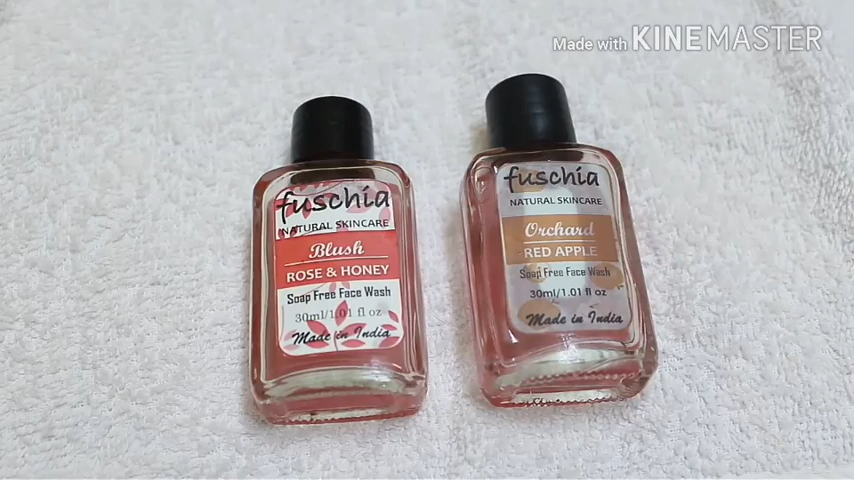 Made with KINEMASTER
fuschia
NATURAL SKINCARE
Blush
ROSE & HONEY
Soap Free Face Wash
30ml/1.01 fl oz
Made in India
fuschia
NATURAL SKINCARE
Orchard
RED APPLE
Soap Free Face Wash
30ml/1.01 fl oz
Made in India